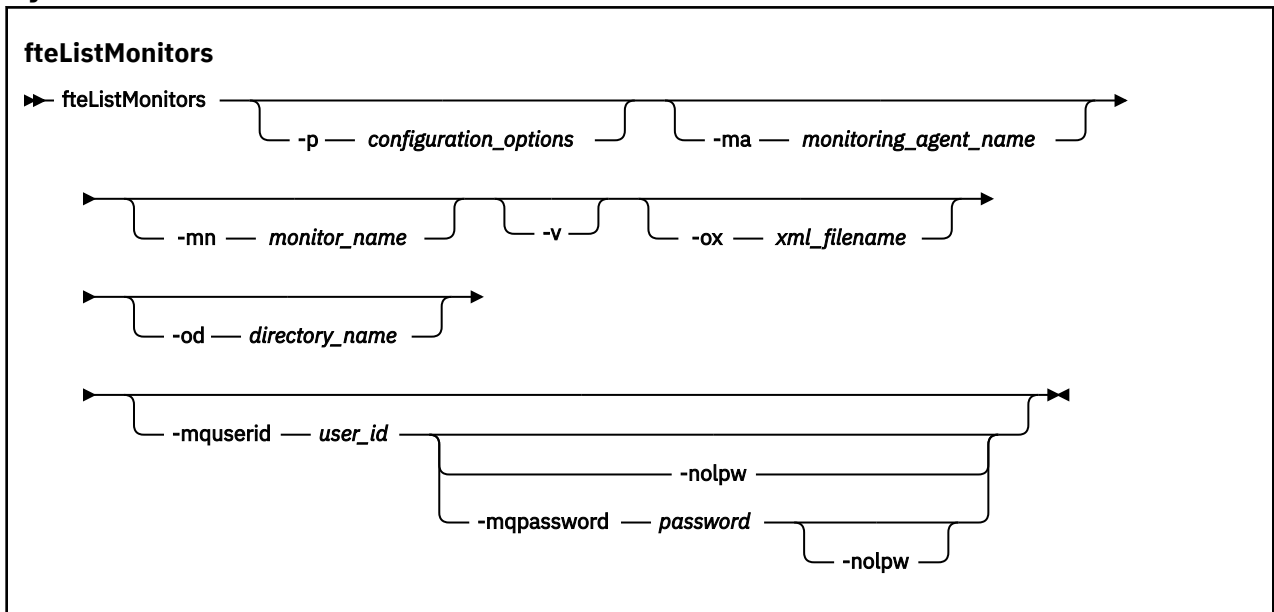 fteListMonitors
fteListMonitors
-p configuration_options -ma monitoring_agent_name
-mn monitor_name -v -ox xml_filename
-od directory_name
-mquserid user_id
-nolpw
-mqpassword password
-nolpw